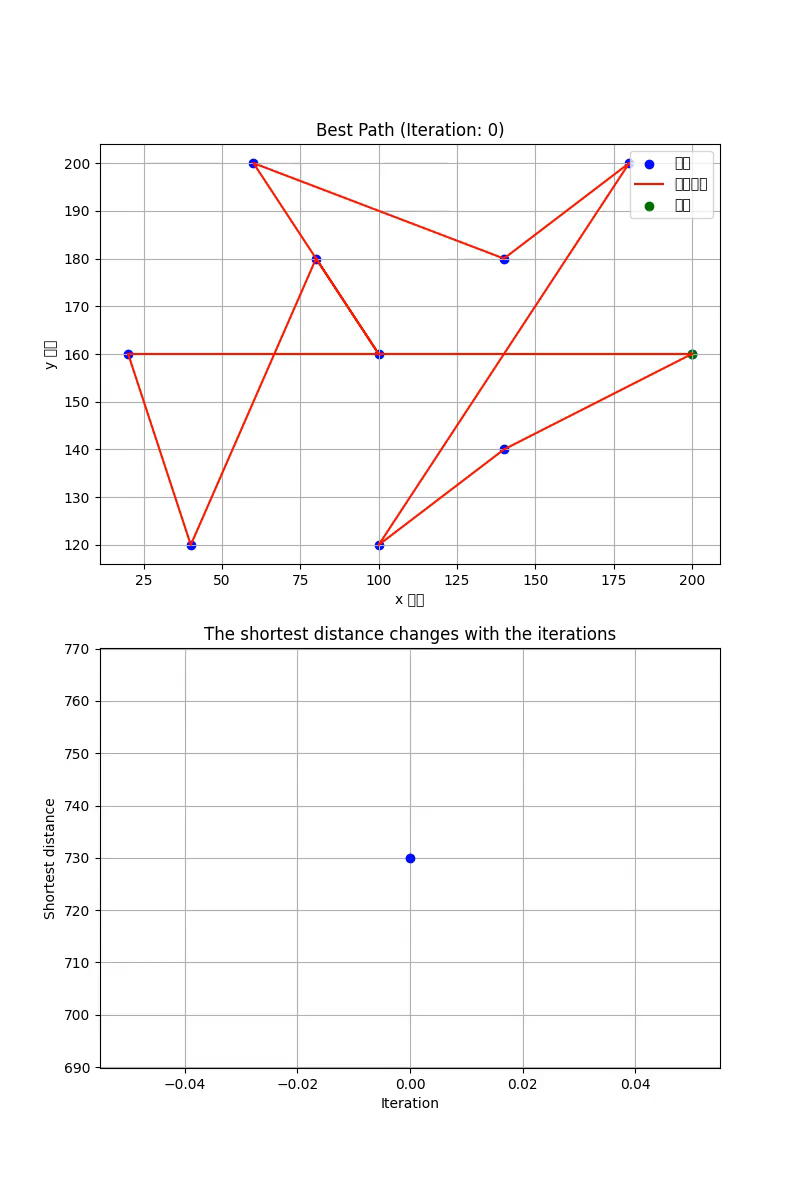 Best Path (Iteration: 0)
200
190
180
170
160
150
140
130
120
y
25 50 75 100 125 150 175 200
x
The shortest distance changes with the iterations
770
760
750
740
730
720
710
700
690
Shortest distance
−0.04 −0.02 0.00 0.02 0.04
Iteration